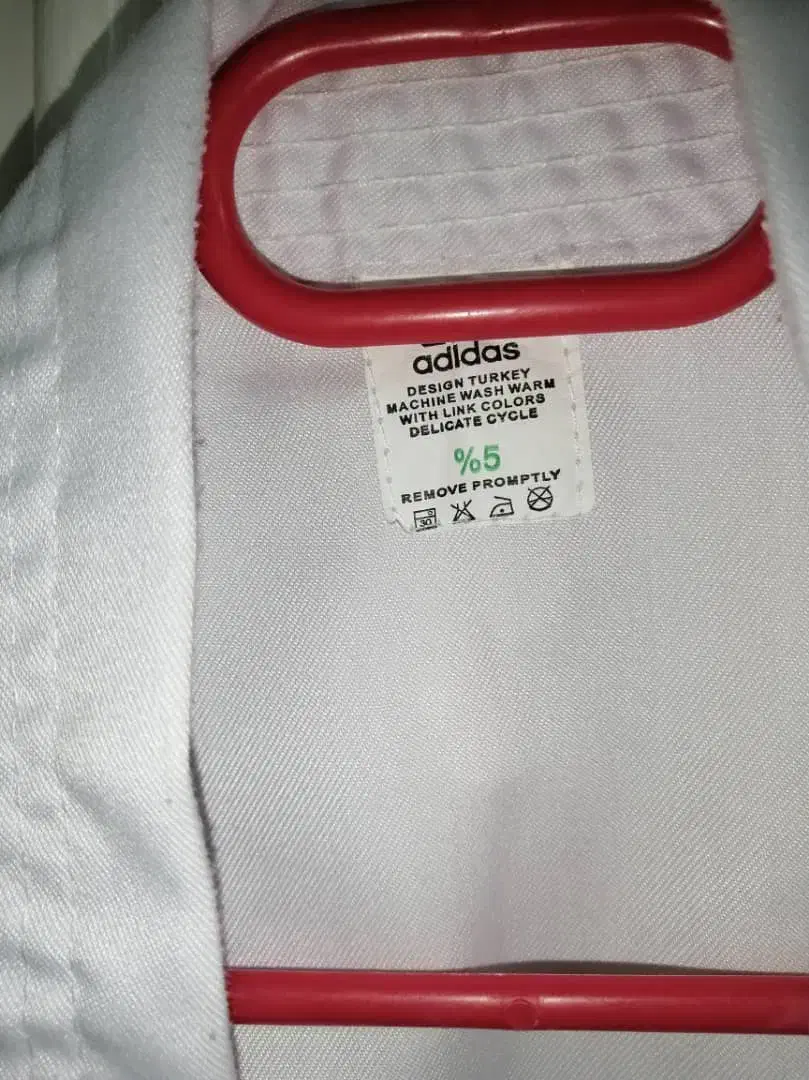 adidas
DESIGN TURKEY
MACHINE WASH WARM
WITH LINK COLORS
DELICATE CYCLE
%5
REMOVE PROMPTLY
30